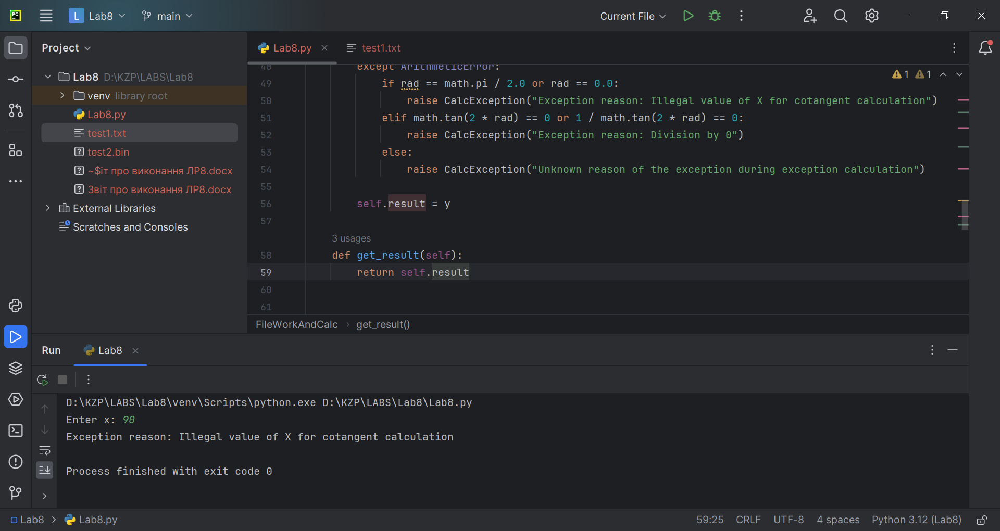 PC
L Lab8 main Current File
Project
Lab8 D:\KZP\LABS\Lab8
venv library root
Lab8.py
test1.txt
test2.bin
~$іт про виконання ЛР8.docx
Звіт про виконання ЛР8.docx
External Libraries
Scratches and Consoles
Lab8.py test1.txt
1 1
48 except ArithmeticError:
49 if rad == math.pi / 2.0 or rad == 0.0:
50 raise CalcException("Exception reason: Illegal value of X for cotangent calculation")
51 elif math.tan(2 * rad) == 0 or 1 / math.tan(2 * rad) == 0:
52 raise CalcException("Exception reason: Division by 0")
53 else:
54 raise CalcException("Unknown reason of the exception during exception calculation")
55
56 self.result = y
57
3 usages
58 def get_result(self):
59 return self.result
60
61
FileWorkAndCalc › get_result()
Run Lab8
D:\KZP\LABS\Lab8\venv\Scripts\python.exe D:\KZP\LABS\Lab8\Lab8.py
Enter x: 90
Exception reason: Illegal value of X for cotangent calculation
Process finished with exit code 0
Lab8 > Lab8.py 59:25 CRLF UTF-8 4 spaces Python 3.12 (Lab8)